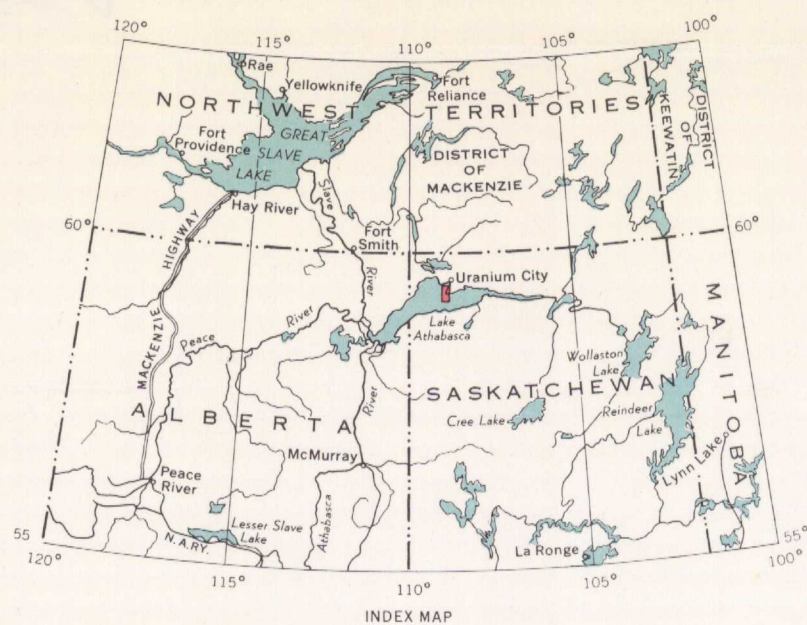 120°
115°
110°
105°
100°
Rae
Yellowknife
Fort
Reliance
NORTHWEST TERRITORIES
KEEWATIN
DISTRICT
OF
Fort
Providence
GREAT
SLAVE
LAKE
DISTRICT
OF
MACKENZIE
Hay River
Slave
River
Fort
Smith
60°
60°
MACKENZIE HIGHWAY
Uranium City
Lake
Athabasca
Peace River
Wollaston
Lake
MANITOBA
ALBERTA
River
SASKATCHEWAN
Cree Lake
Reindeer
Lake
Lynn Lake
McMurray
Peace
River
Athabasca
Lesser Slave
Lake
N.A.RY.
La Ronge
55
55°
120°
115°
110°
105°
100°
INDEX MAP